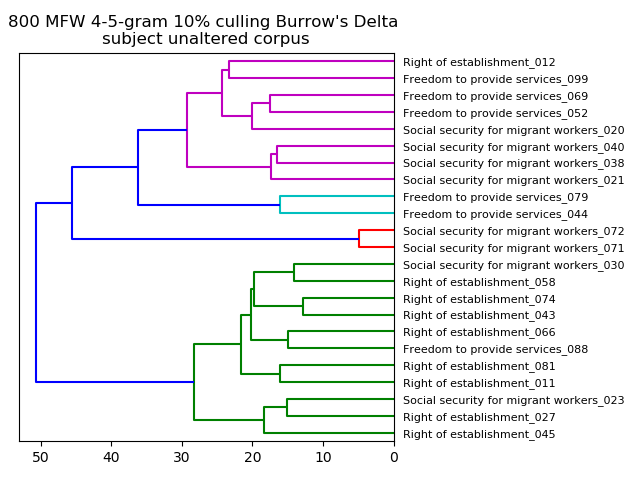 800 MFW 4-5-gram 10% culling Burrow's Delta
subject unaltered corpus
Right of establishment_012
Freedom to provide services_099
Freedom to provide services_069
Freedom to provide services_052
Social security for migrant workers_020
Social security for migrant workers_040
Social security for migrant workers_038
Social security for migrant workers_021
Freedom to provide services_079
Freedom to provide services_044
Social security for migrant workers_072
Social security for migrant workers_071
Social security for migrant workers_030
Right of establishment_058
Right of establishment_074
Right of establishment_043
Right of establishment_066
Freedom to provide services_088
Right of establishment_081
Right of establishment_011
Social security for migrant workers_023
Right of establishment_027
Right of establishment_045
50 40 30 20 10 0